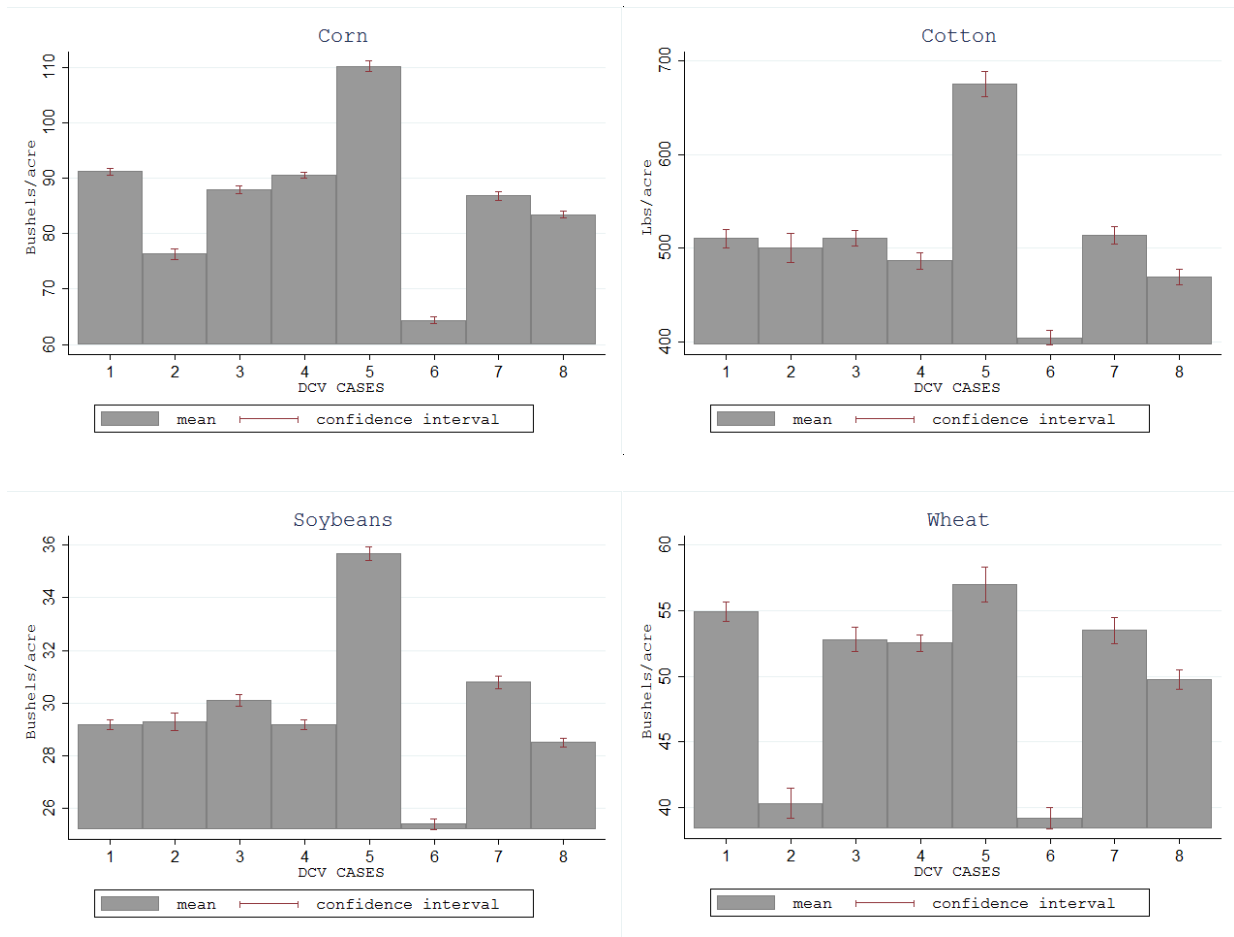 Corn
Bushels/acre
110
100
90
80
70
60
1 2 3 4 5 6 7 8
DCV CASES
mean confidence interval
Cotton
Lbs/acre
700
600
500
400
1 2 3 4 5 6 7 8
DCV CASES
mean confidence interval
Soybeans
Bushels/acre
36
34
32
30
28
26
1 2 3 4 5 6 7 8
DCV CASES
mean confidence interval
Wheat
Bushels/acre
60
55
50
45
40
1 2 3 4 5 6 7 8
DCV CASES
mean confidence interval